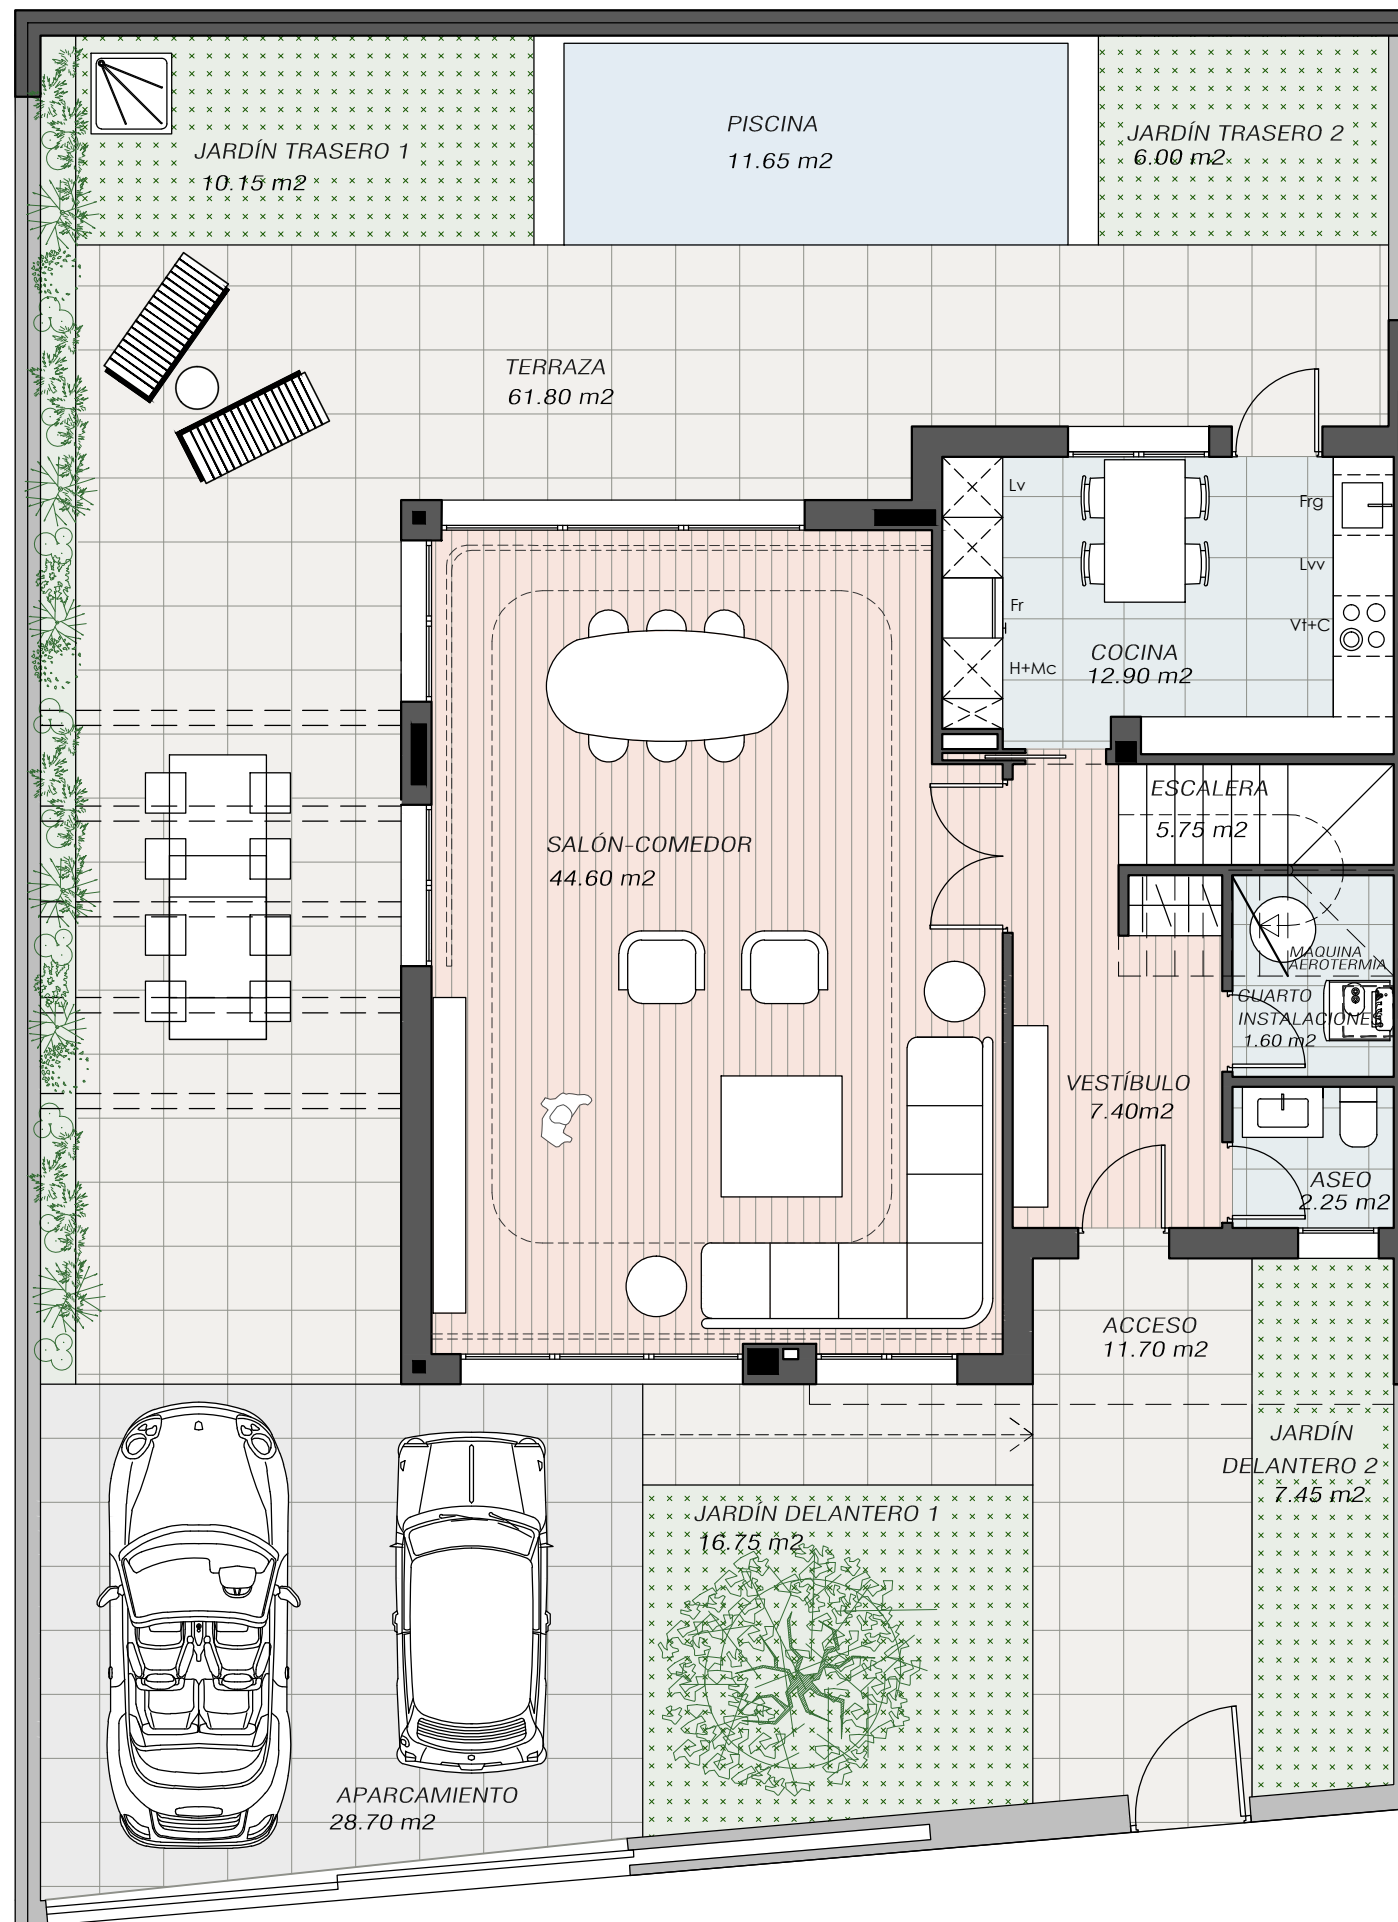 JARDÍN TRASERO 1
10.15 m2
PISCINA
11.65 m2
JARDÍN TRASERO 2
6.00 m2
TERRAZA
61.80 m2
Lv
Frg
Lvv
Fr
Vt+C
H+Mc
COCINA
12.90 m2
ESCALERA
5.75 m2
SALÓN-COMEDOR
44.60 m2
MAQUINA
AEROTERMIA
CUARTO
INSTALACIONES
1.60 m2
VESTÍBULO
7.40m2
ASEO
2.25 m2
ACCESO
11.70 m2
JARDÍN
DELANTERO 2
7.45 m2
JARDÍN DELANTERO 1
16.75 m2
APARCAMIENTO
28.70 m2